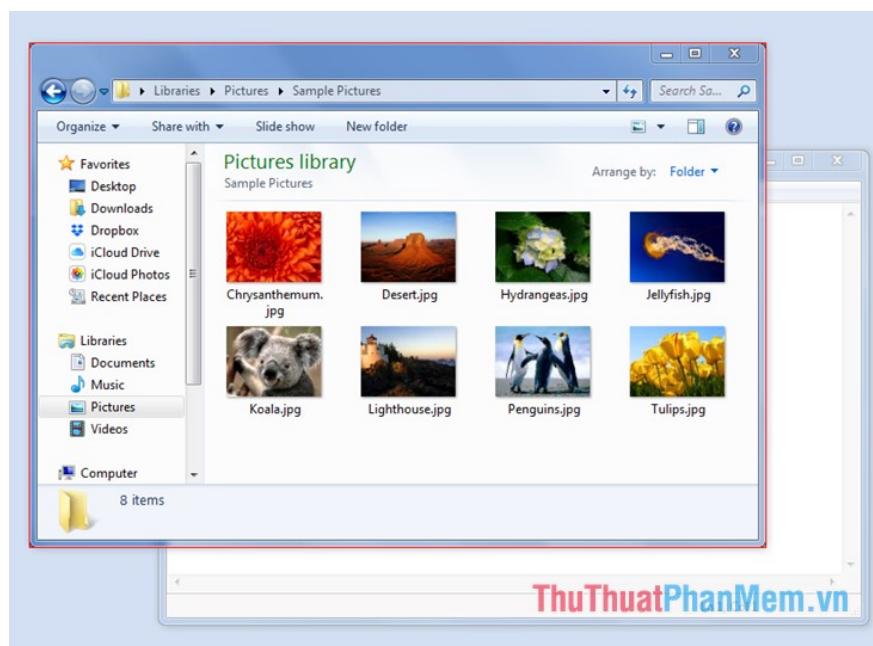 Libraries Pictures Sample Pictures
Search Sa...
Organize Share with Slide show New folder
Favorites
Desktop
Downloads
Dropbox
iCloud Drive
iCloud Photos
Recent Places
Libraries
Documents
Music
Pictures
Videos
Computer
Pictures library
Sample Pictures
Arrange by: Folder
Chrysanthemum.
jpg
Desert.jpg
Hydrangeas.jpg
Jellyfish.jpg
Koala.jpg
Lighthouse.jpg
Penguins.jpg
Tulips.jpg
8 items
ThuThuatPhanMem.vn